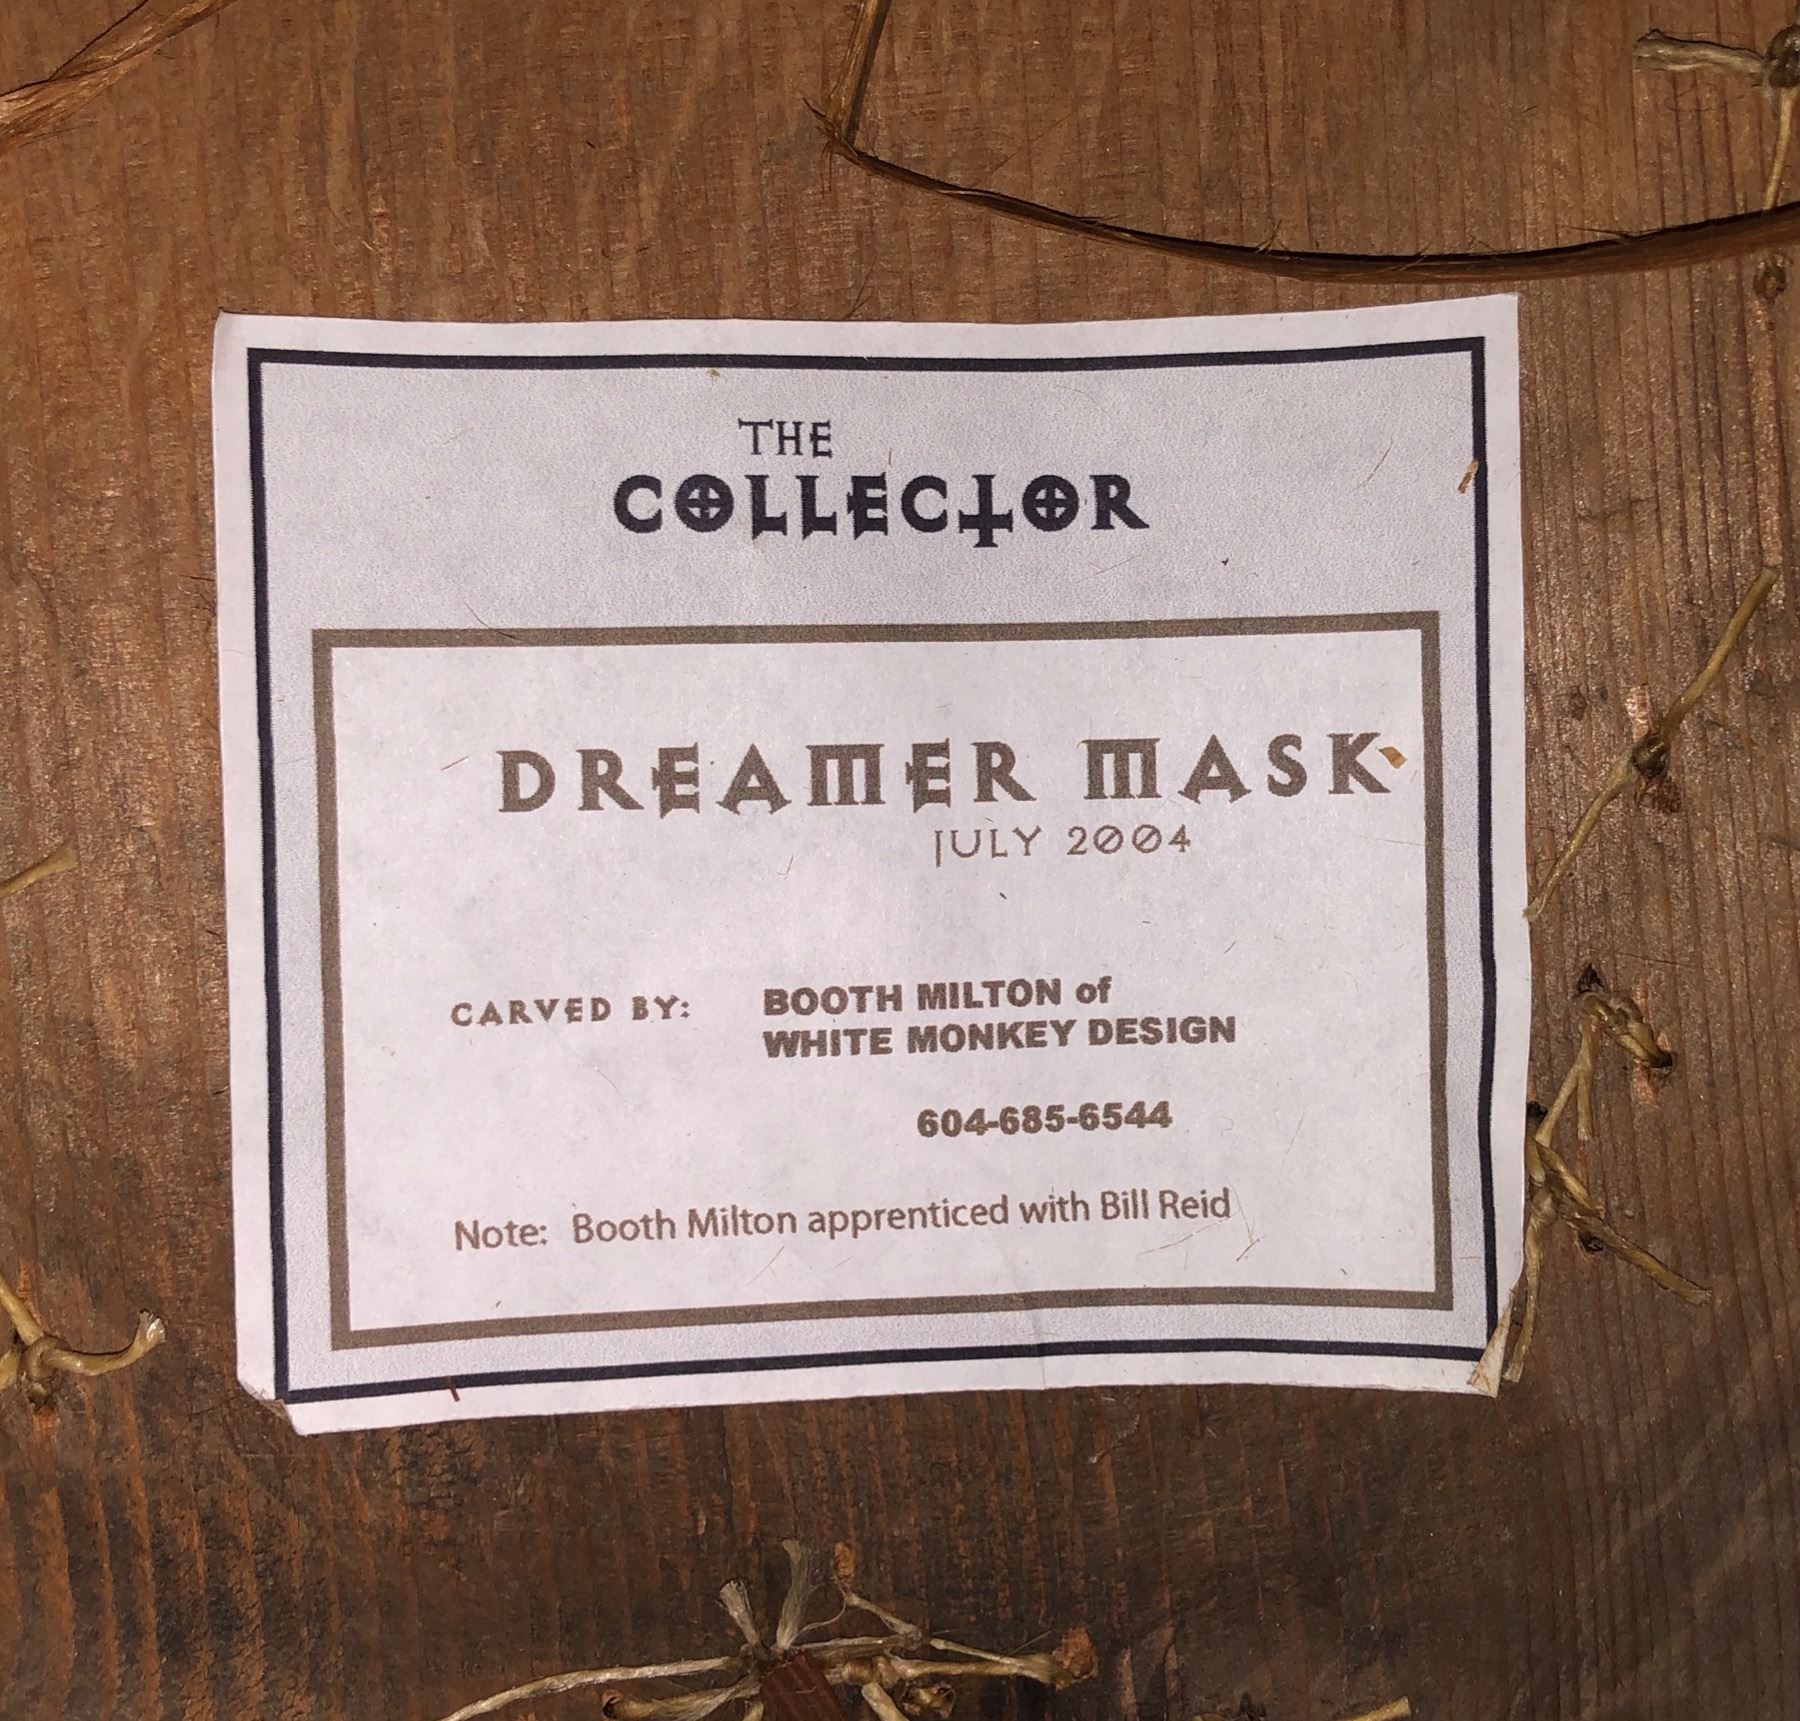 THE
COLLECTOR
DREAMER MASK
JULY 2004
CARVED BY: BOOTH MILTON of
WHITE MONKEY DESIGN
604-685-6544
Note: Booth Milton apprenticed with Bill Reid